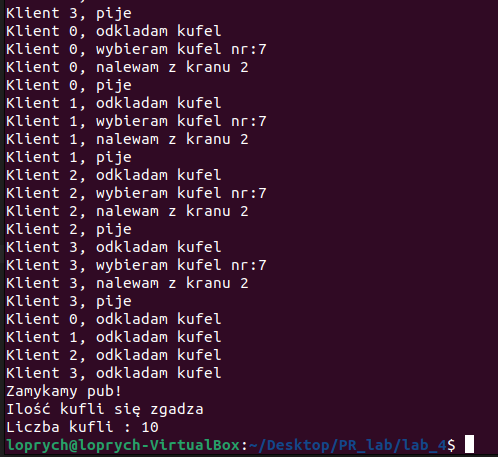 Klient 3, pije
Klient 0, odkladam kufel
Klient 0, wybieram kufel nr:7
Klient 0, nalewam z kranu 2
Klient 0, pije
Klient 1, odkladam kufel
Klient 1, wybieram kufel nr:7
Klient 1, nalewam z kranu 2
Klient 1, pije
Klient 2, odkladam kufel
Klient 2, wybieram kufel nr:7
Klient 2, nalewam z kranu 2
Klient 2, pije
Klient 3, odkladam kufel
Klient 3, wybieram kufel nr:7
Klient 3, nalewam z kranu 2
Klient 3, pije
Klient 0, odkladam kufel
Klient 1, odkladam kufel
Klient 2, odkladam kufel
Klient 3, odkladam kufel
Zamykamy pub!
Ilość kufli się zgadza
Liczba kufli : 10
loprych@loprych-VirtualBox:~/Desktop/PR_lab/lab_4$